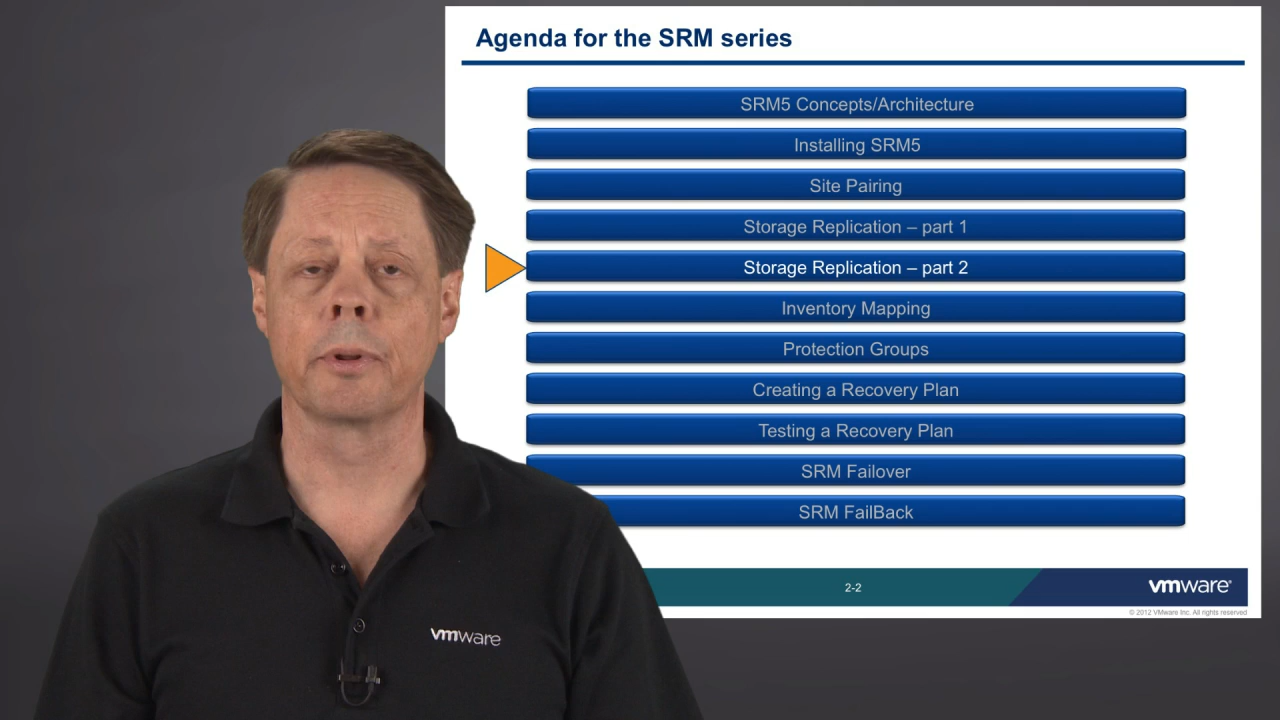 Agenda for the SRM series
SRM5 Concepts/Architecture
Installing SRM5
Site Pairing
Storage Replication – part 1
Storage Replication – part 2
Inventory Mapping
Protection Groups
Creating a Recovery Plan
Testing a Recovery Plan
SRM Failover
SRM FailBack
2-2
vmware®
© 2012 VMware Inc. All rights reserved
vmware